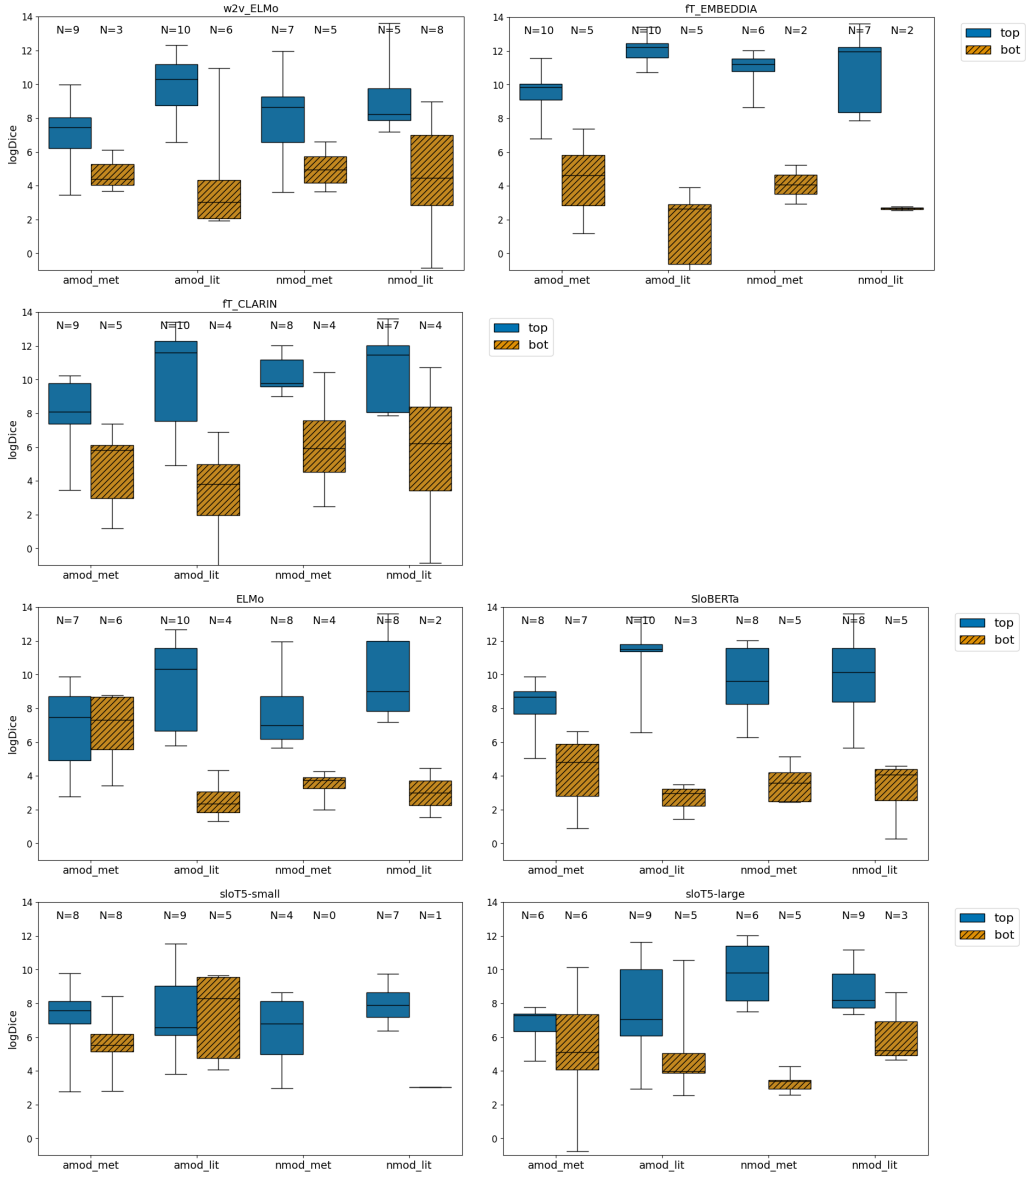 w2v_ELMo
N=9 N=3 N=10 N=6 N=7 N=5 N=5 N=8
14
12
10
8
6
4
2
0
logDice
amod_met amod_lit nmod_met nmod_lit
fT_EMBEDDIA
N=10 N=5 N=10 N=5 N=6 N=2 N=7 N=2
14
12
10
8
6
4
2
0
amod_met amod_lit nmod_met nmod_lit
top
bot
fT_CLARIN
N=9 N=5 N=10 N=4 N=8 N=4 N=7 N=4
14
12
10
8
6
4
2
0
logDice
amod_met amod_lit nmod_met nmod_lit
top
bot
ELMo
N=7 N=6 N=10 N=4 N=8 N=4 N=8 N=2
14
12
10
8
6
4
2
0
logDice
amod_met amod_lit nmod_met nmod_lit
SloBERTa
N=8 N=7 N=10 N=3 N=8 N=5 N=8 N=5
14
12
10
8
6
4
2
0
amod_met amod_lit nmod_met nmod_lit
top
bot
sloT5-small
N=8 N=8 N=9 N=5 N=4 N=0 N=7 N=1
14
12
10
8
6
4
2
0
logDice
amod_met amod_lit nmod_met nmod_lit
sloT5-large
N=6 N=6 N=9 N=5 N=6 N=5 N=9 N=3
14
12
10
8
6
4
2
0
amod_met amod_lit nmod_met nmod_lit
top
bot